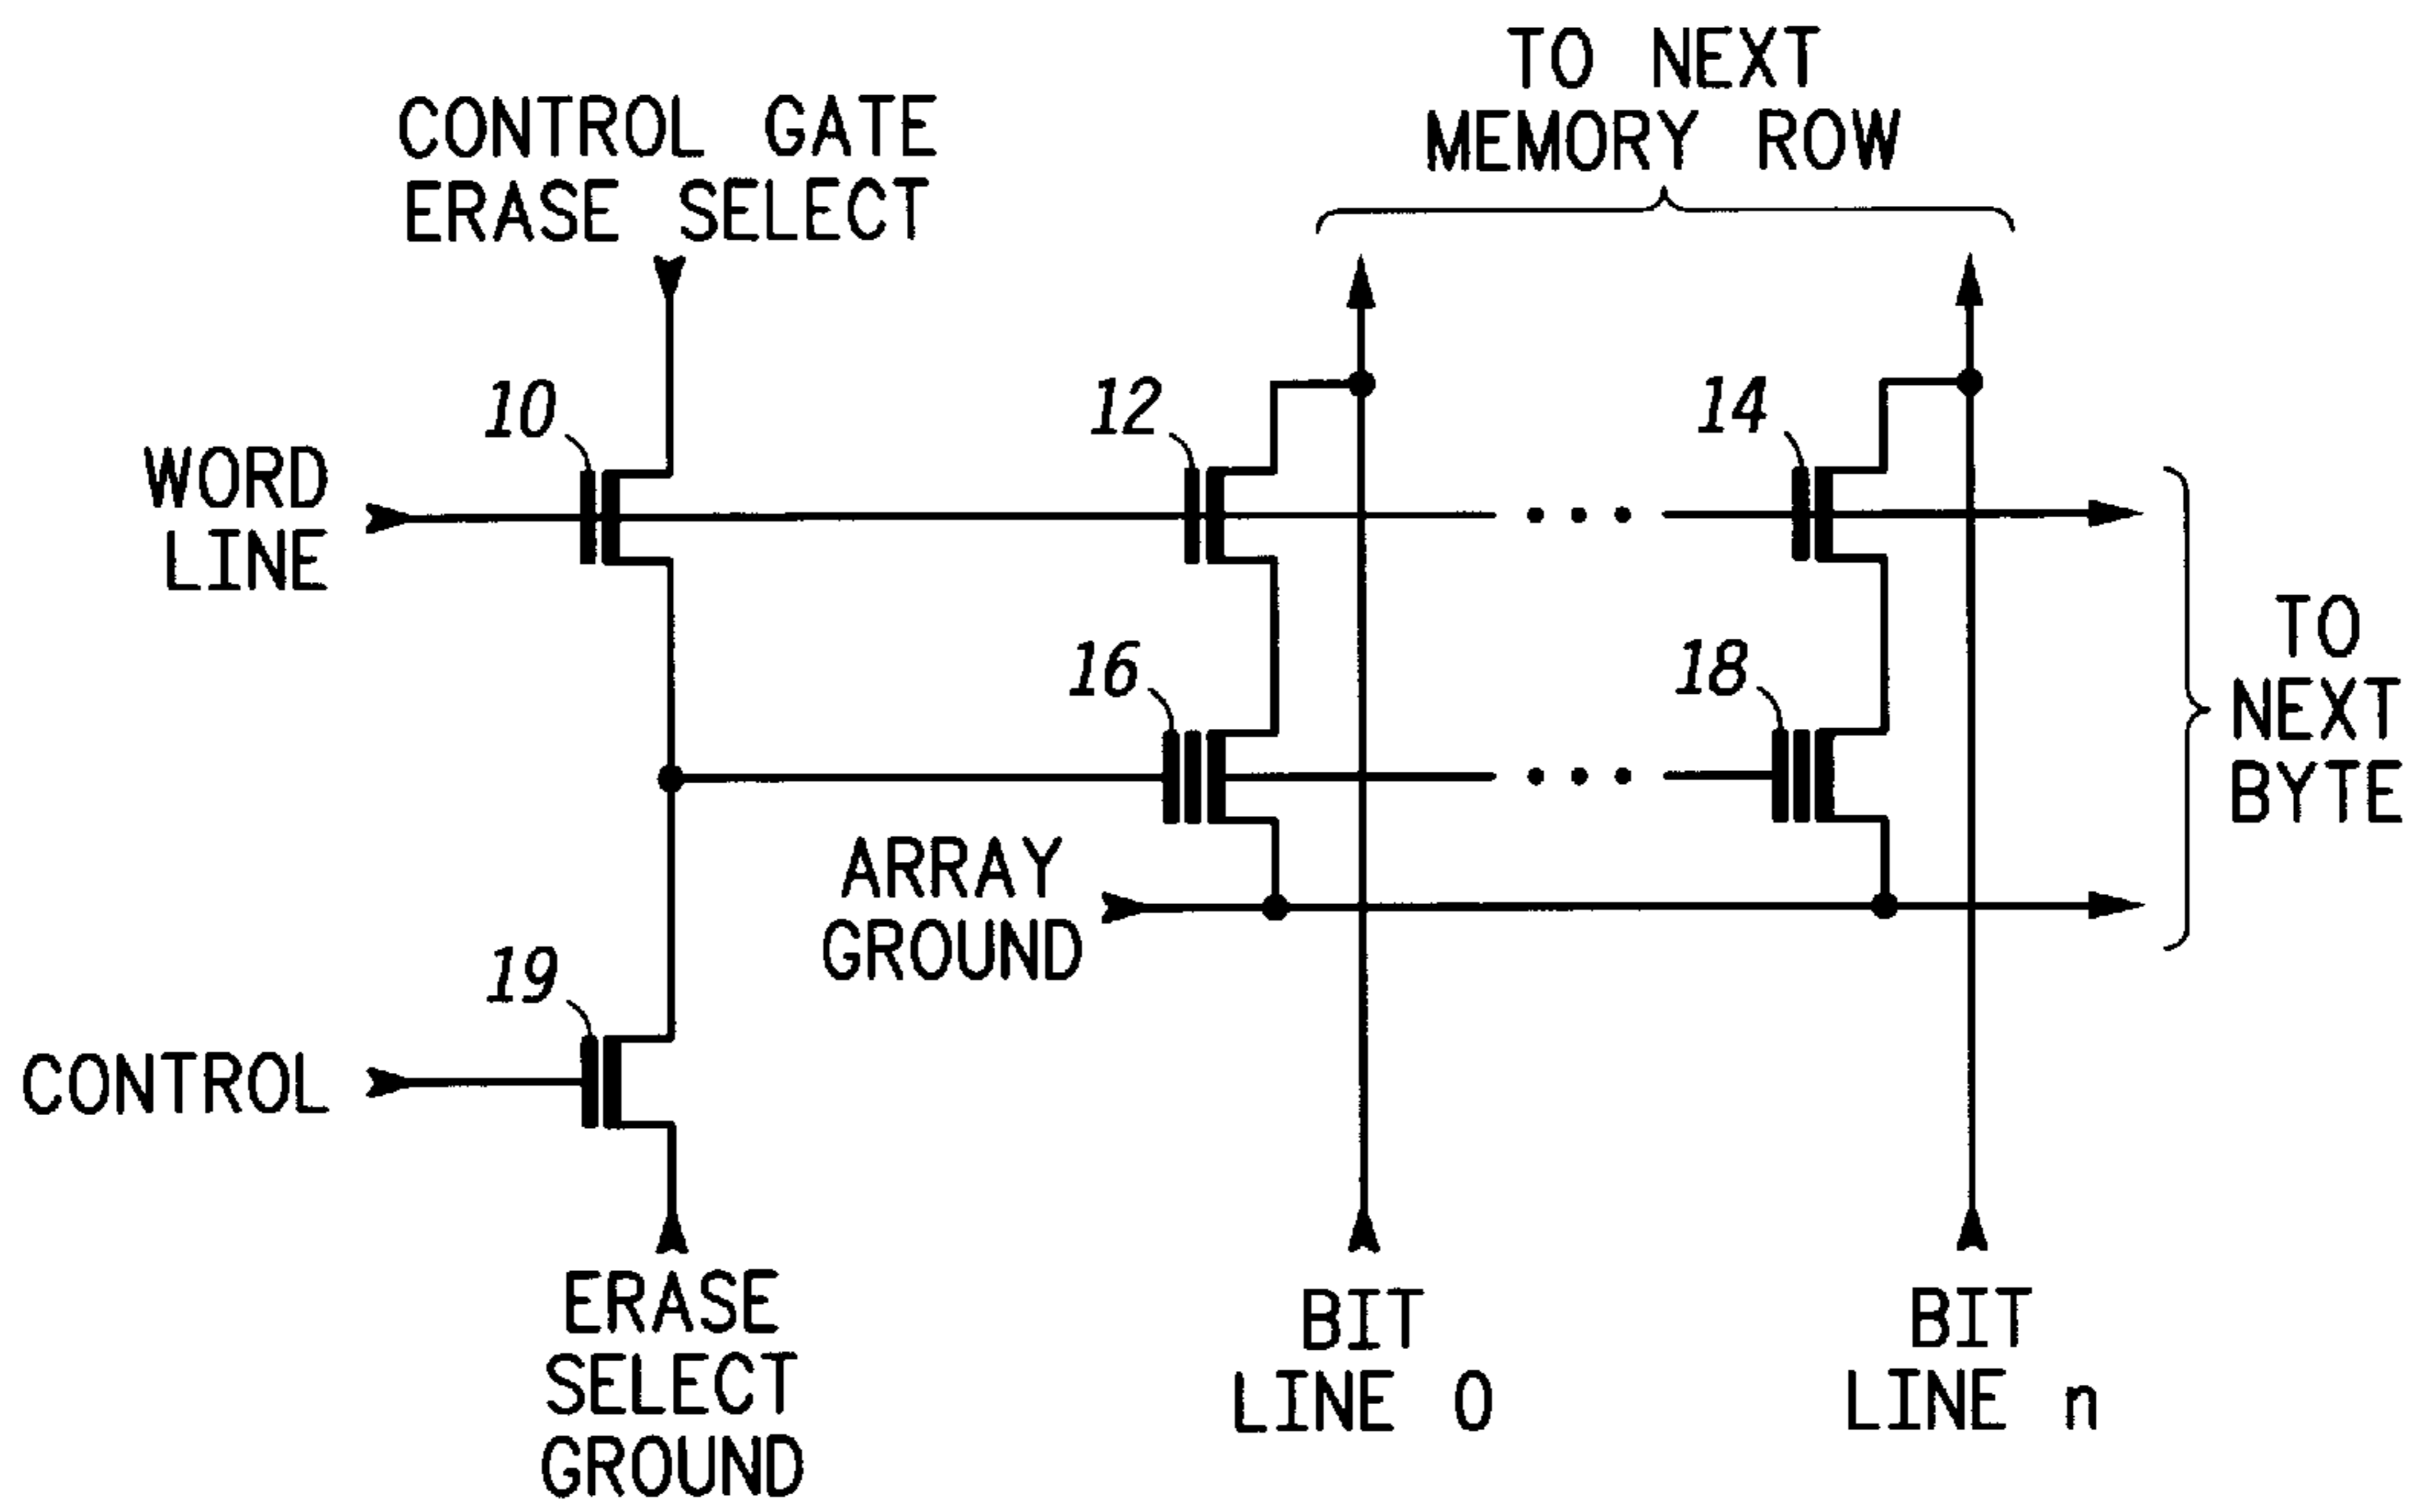 TO NEXT
MEMORY ROW
CONTROL GATE
ERASE SELECT
10
12
14
WORD
LINE
16
18
TO
NEXT
BYTE
ARRAY
GROUND
19
CONTROL
ERASE
SELECT
GROUND
BIT
LINE 0
BIT
LINE n